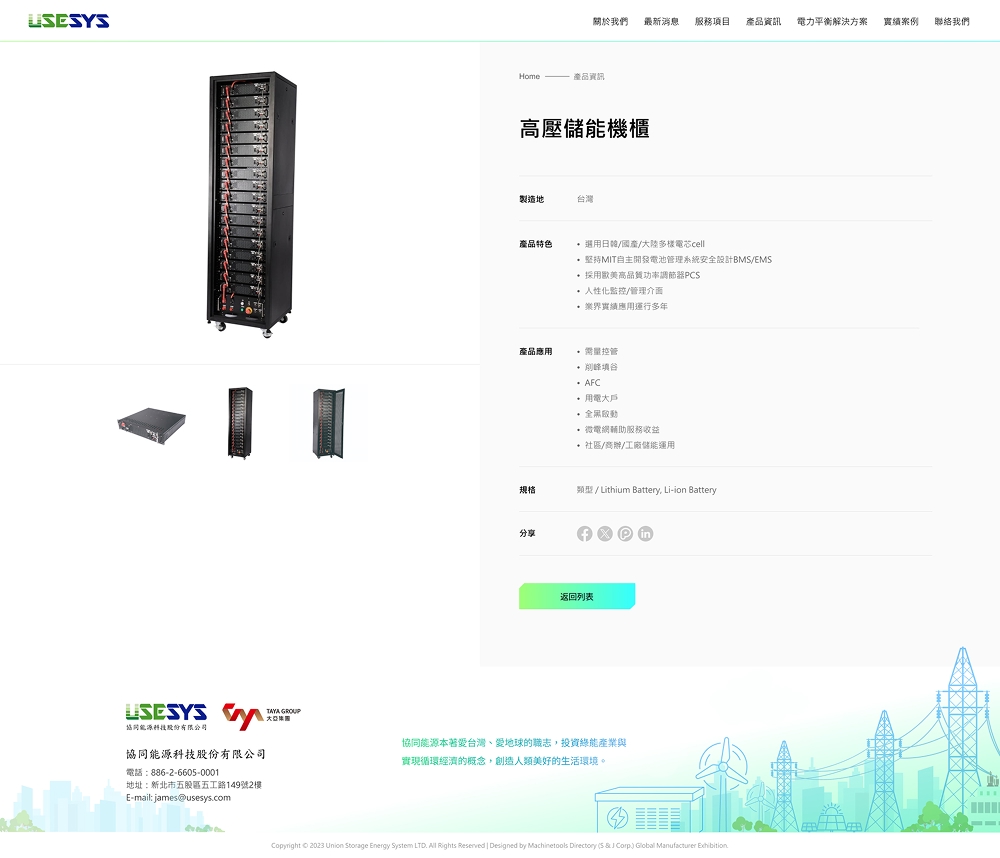 USESYS
關於我們 最新消息 服務項目 產品資訊 電力平衡解決方案 實績案例 聯絡我們
Home 產品資訊
高壓儲能機櫃
製造地 台灣
產品特色
• 選用日韓/國產/大陸多樣電芯cell
• 堅持MIT自主開發電池管理系統安全設計BMS/EMS
• 採用歐美高品質功率調節器PCS
• 人性化監控/管理介面
• 業界實績應用運行多年
產品應用
• 需量控管
• 削峰填谷
• AFC
• 用電大戶
• 全黑啟動
• 微電網輔助服務收益
• 社區/商辦/工廠儲能運用
規格 類型 / Lithium Battery, Li-ion Battery
分享
返回列表
USESYS
協同能源科技股份有限公司
TAYA GROUP
大亞集團
協同能源科技股份有限公司
電話：886-2-6605-0001
地址：新北市五股區五工路149號2樓
E-mail: james@usesys.com
協同能源本著愛台灣、愛地球的職志，投資綠能產業與
實現循環經濟的概念，創造人類美好的生活環境。
Copyright © 2023 Union Storage Energy System LTD. All Rights Reserved | Designed by Machinetools Directory (S & J Corp.) Global Manufacturer Exhibition.